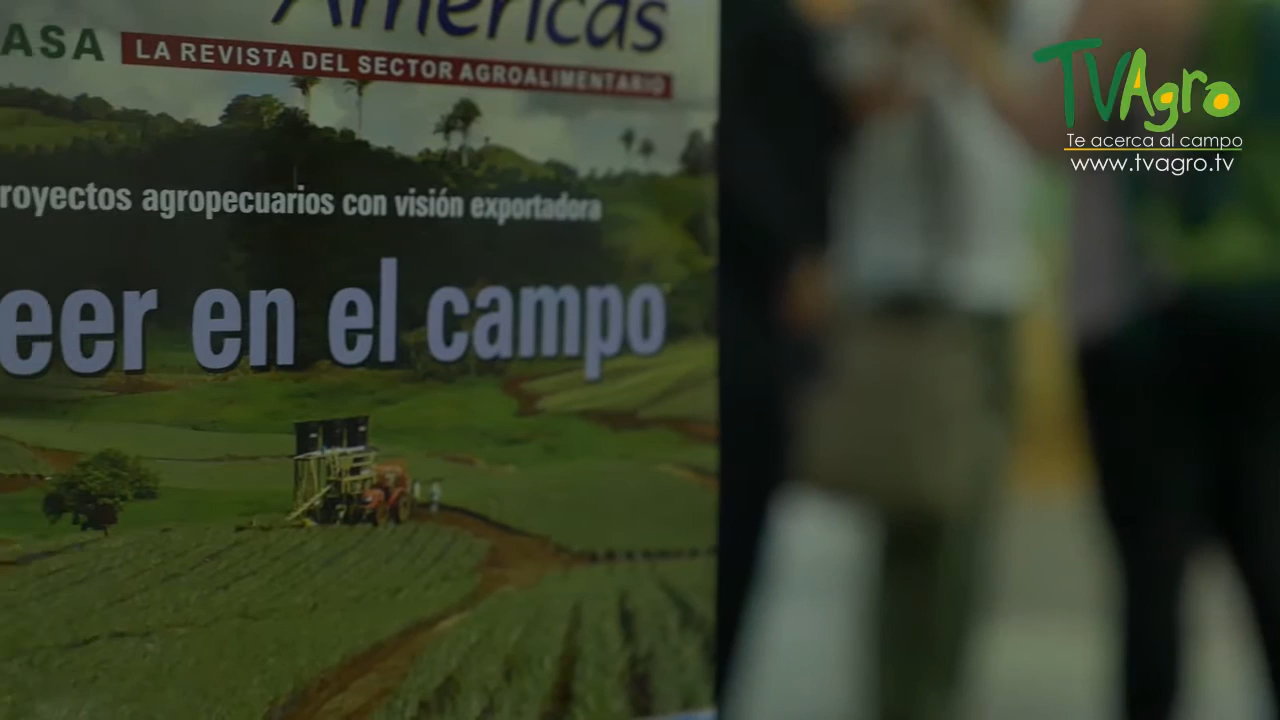 Américas
ASA
LA REVISTA DEL SECTOR AGROALIMENTARIO
royectos agropecuarios con visión exportadora
eer en el campo
TVAgro
Te acerca al campo
www.tvagro.tv